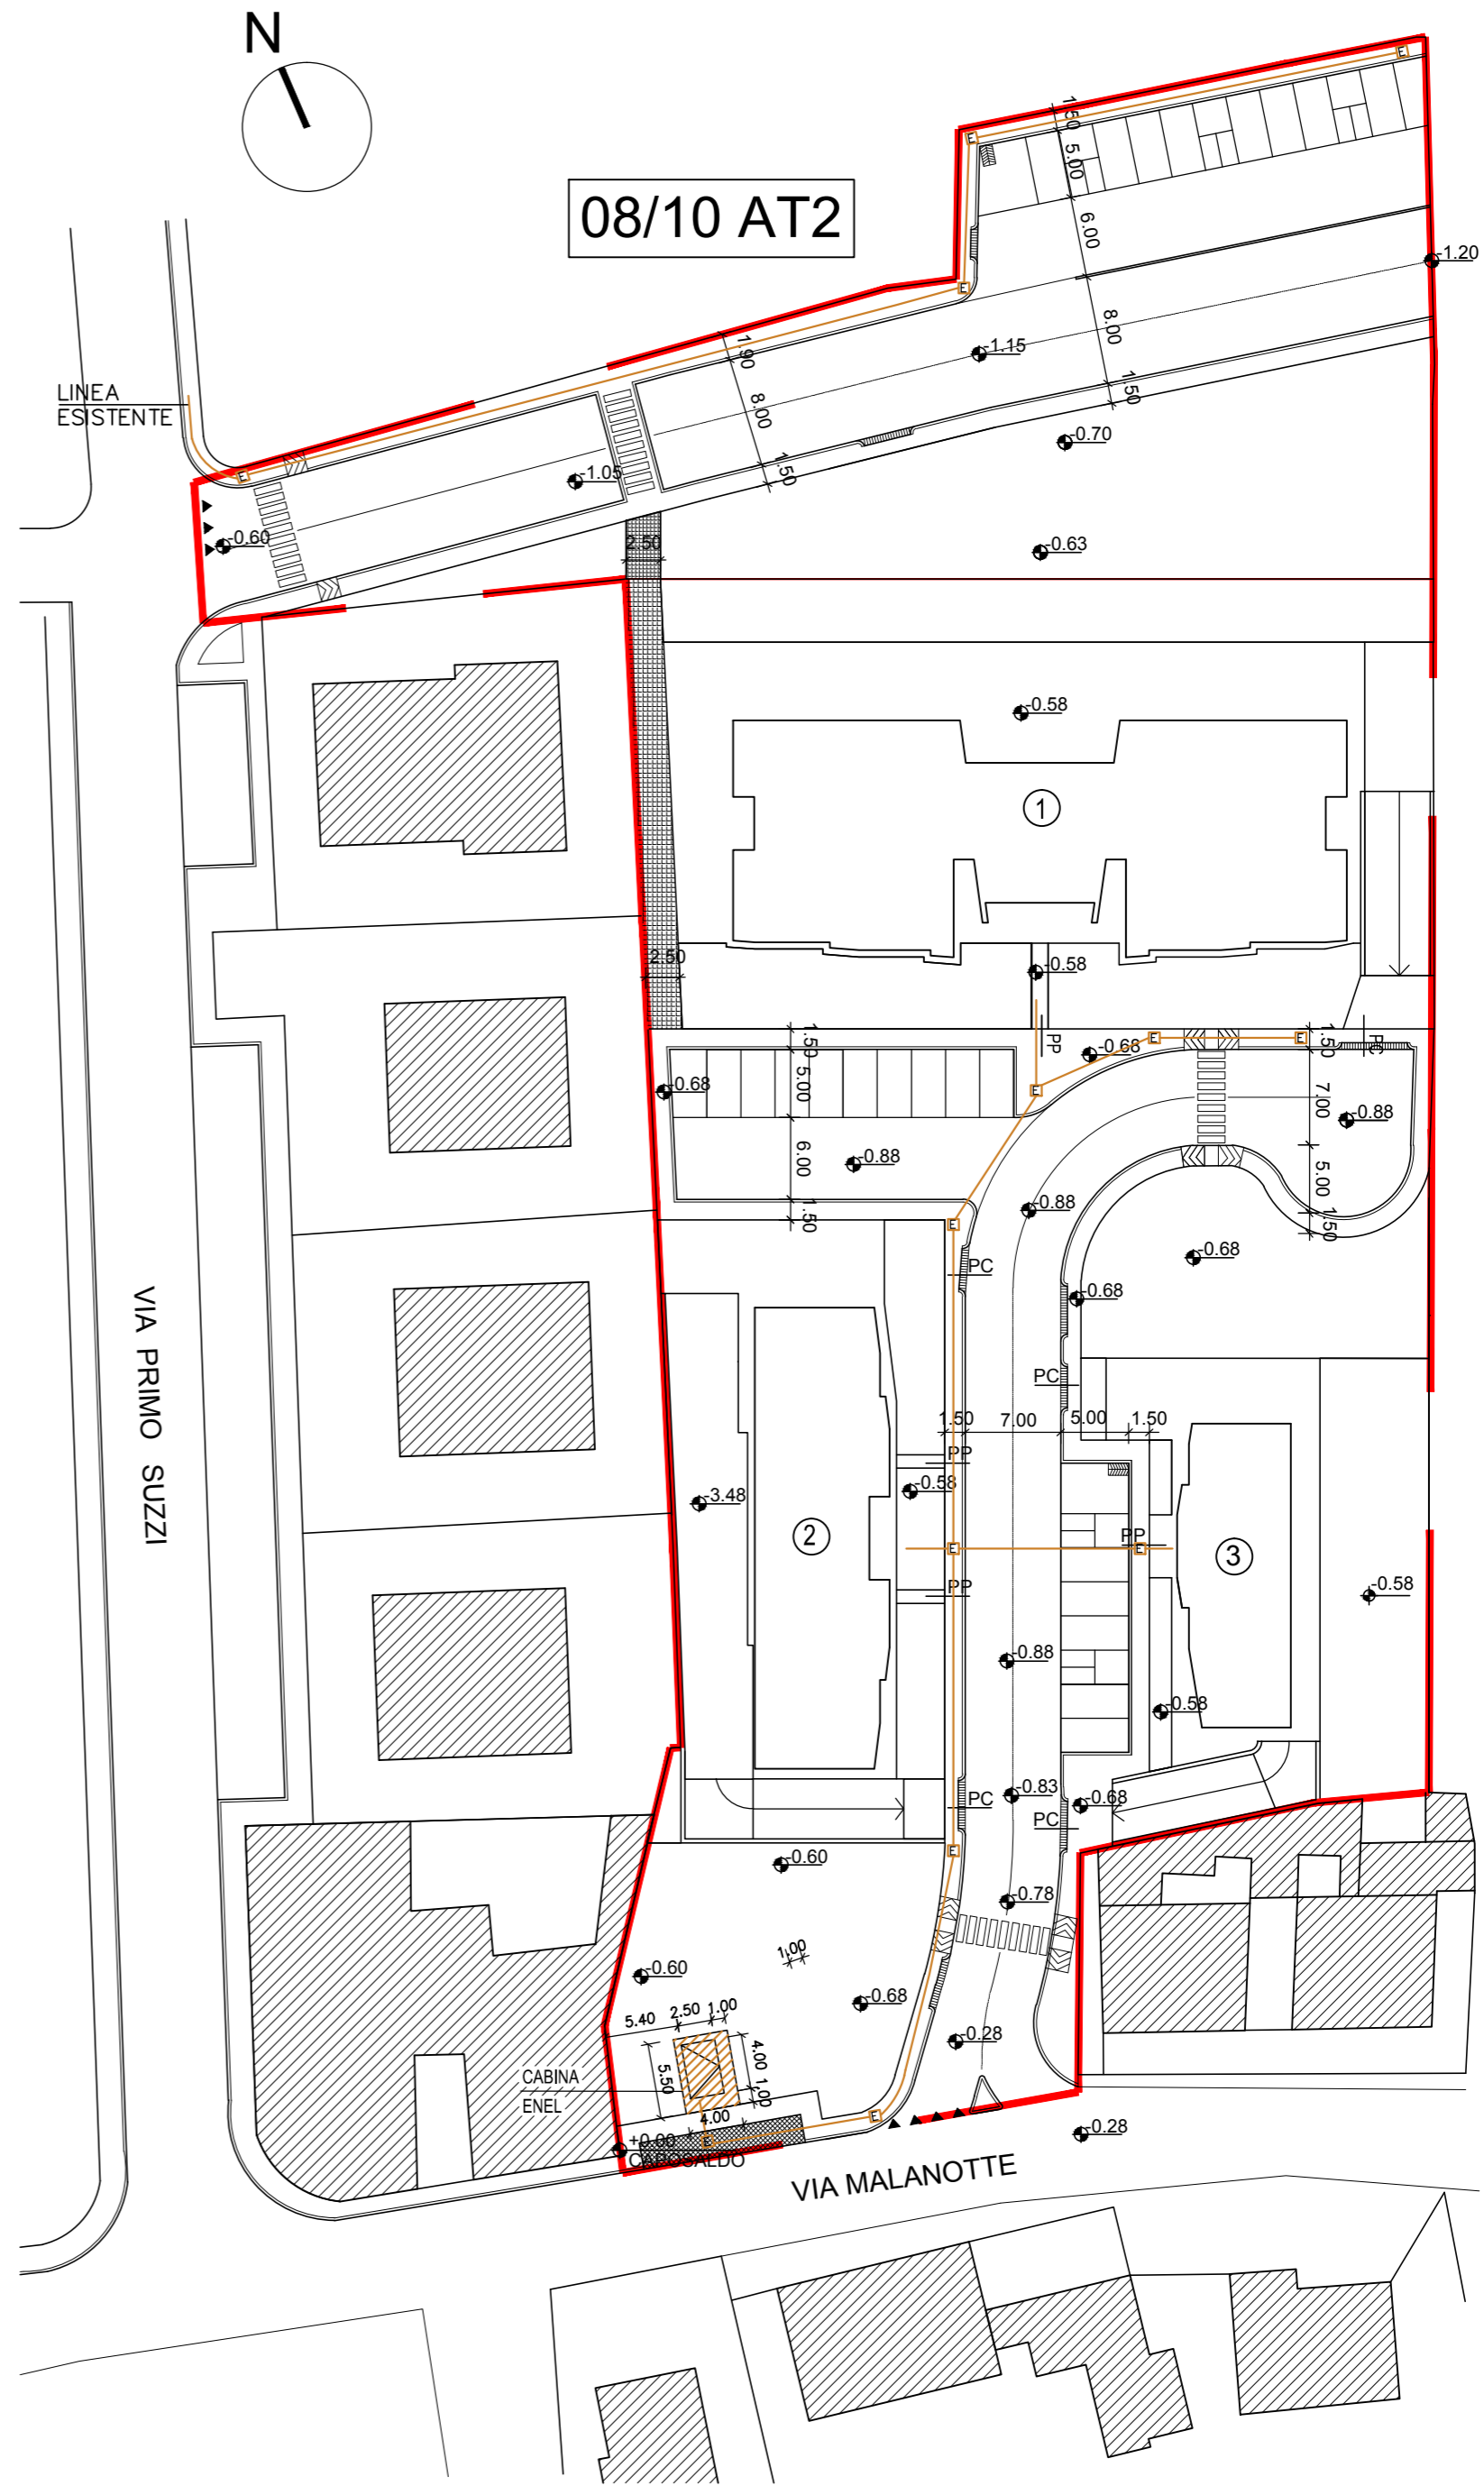 N
08/10 AT2
E
1.50
5.00
E
6.00
-1.20
E
8.00
1.90
-1.15
LINEA
ESISTENTE
8.00
1.50
-0.70
1.50
E
-1.05
-0.60
2.50
-0.63
-0.58
1
2.50
-0.58
1.50
PP
E
E
1.50
PC
-0.68
5.00
-0.68
E
7.00
-0.88
6.00
-0.88
5.00
-0.88
1.50
E
1.50
-0.68
PC
-0.68
VIA PRIMO SUZZI
PC
1.50
7.00
5.00
1.50
PP
-0.58
-3.48
2
E
PP
E
3
PP
-0.58
-0.88
-0.58
-0.83
PC
-0.68
PC
E
-0.60
-0.78
1.00
-0.60
-0.68
5.40
2.50
1.00
-0.28
4.00
5.50
1.00
CABINA
ENEL
4.00
E
+0.00
E
CAPOSALDO
-0.28
VIA MALANOTTE